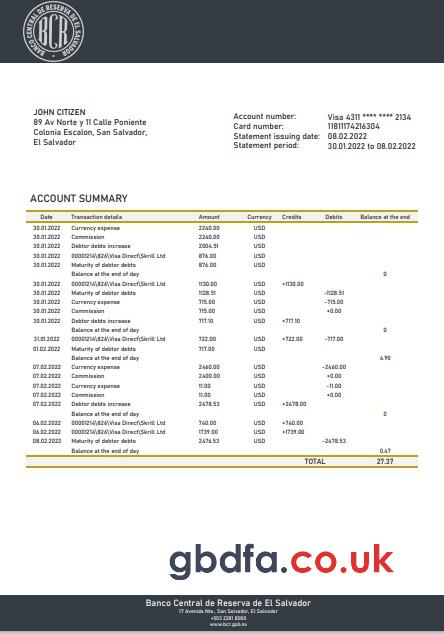 BANCO CENTRAL DE RESERVA DE EL SALVADOR
BCR
JOHN CITIZEN
89 Av Norte y 11 Calle Poniente
Colonia Escalon, San Salvador,
El Salvador
Account number: Visa 4311 **** **** 2134
Card number: 11811174216304
Statement issuing date: 08.02.2022
Statement period: 30.01.2022 to 08.02.2022
ACCOUNT SUMMARY
Date Transaction details Amount Currency Credits Debits Balance at the end
30.01.2022 Currency expense 2240.00 USD
30.01.2022 Commission 2240.00 USD
30.01.2022 Debtor debts increase 2004.51 USD
30.01.2022 00001214\826\Visa Direct\Skrill Ltd 876.00 USD
30.01.2022 Maturity of debtor debts 876.00 USD
Balance at the end of day 0
30.01.2022 00001214\826\Visa Direct\Skrill Ltd 1130.00 USD +1130.00
30.01.2022 Maturity of debtor debts 1128.51 USD -1128.51
30.01.2022 Currency expense 715.00 USD -715.00
30.01.2022 Commission 715.00 USD +0.00
30.01.2022 Debtor debts increase 717.10 USD +717.10
Balance at the end of day 0
31.01.2022 00001214\826\Visa Direct\Skrill Ltd 722.00 USD +722.00 -717.00
01.02.2022 Maturity of debtor debts 717.00 USD
Balance at the end of day 4.90
07.02.2022 Currency expense 2460.00 USD -2460.00
07.02.2022 Commission 2400.00 USD +0.00
07.02.2022 Currency expense 11.00 USD -11.00
07.02.2022 Commission 11.00 USD +0.00
07.02.2022 Debtor debts increase 2478.53 USD +2478.00
Balance at the end of day 0
06.02.2022 00001214\826\Visa Direct\Skrill Ltd 740.00 USD +740.00
06.02.2022 00001214\826\Visa Direct\Skrill Ltd 1739.00 USD +1739.00
08.02.2022 Maturity of debtor debts 2476.53 USD -2478.53
Balance at the end of day 0.47
TOTAL 27.37
gbdfa.co.uk
Banco Central de Reserva de El Salvador
17 Avenida Nte., San Salvador, El Salvador
+503 2281 8000
www.bcr.gob.sv